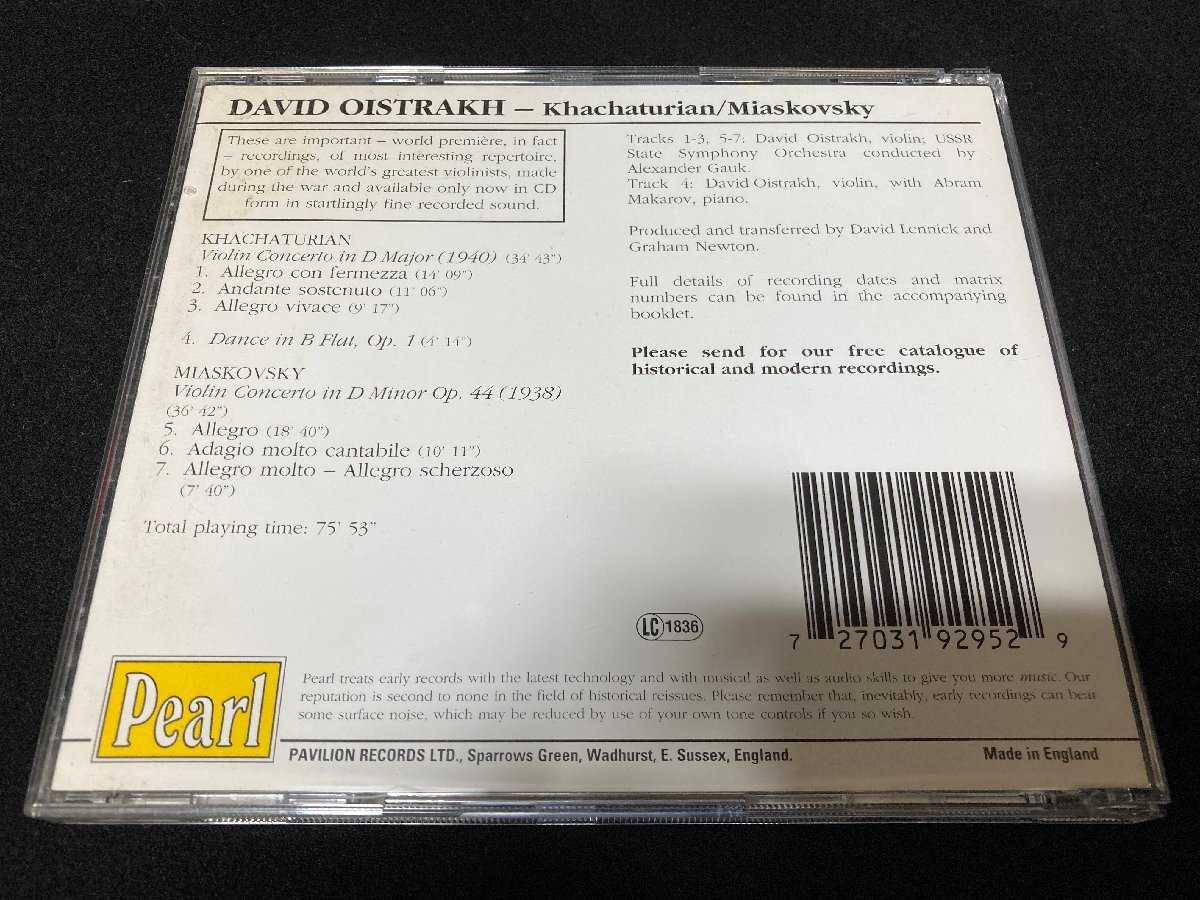 DAVID OISTRAKH – Khachaturian/Miaskovsky
These are important – world première, in fact
– recordings, of most interesting repertoire,
by one of the world's greatest violinists, made
during the war and available only now in CD
form in startlingly fine recorded sound.
KHACHATURIAN
Violin Concerto in D Major (1940) (34' 43")
1. Allegro con fermezza (14' 09")
2. Andante sostenuto (11' 06")
3. Allegro vivace (9' 17")
4. Dance in B Flat, Op. 1 (4' 14")
MIASKOVSKY
Violin Concerto in D Minor Op. 44 (1938)
(36' 42")
5. Allegro (18' 40")
6. Adagio molto cantabile (10' 11")
7. Allegro molto – Allegro scherzoso
(7' 40")
Total playing time: 75' 53"
Tracks 1-3, 5-7: David Oistrakh, violin; USSR
State Symphony Orchestra conducted by
Alexander Gauk.
Track 4: David Oistrakh, violin, with Abram
Makarov, piano.
Produced and transferred by David Lennick and
Graham Newton.
Full details of recording dates and matrix
numbers can be found in the accompanying
booklet.
Please send for our free catalogue of
historical and modern recordings.
LC 1836
7 27031 92952 9
Pearl
Pearl treats early records with the latest technology and with musical as well as audio skills to give you more music. Our
reputation is second to none in the field of historical reissues. Please remember that, inevitably, early recordings can bear
some surface noise, which may be reduced by use of your own tone controls if you so wish.
PAVILION RECORDS LTD., Sparrows Green, Wadhurst, E. Sussex, England.
Made in England